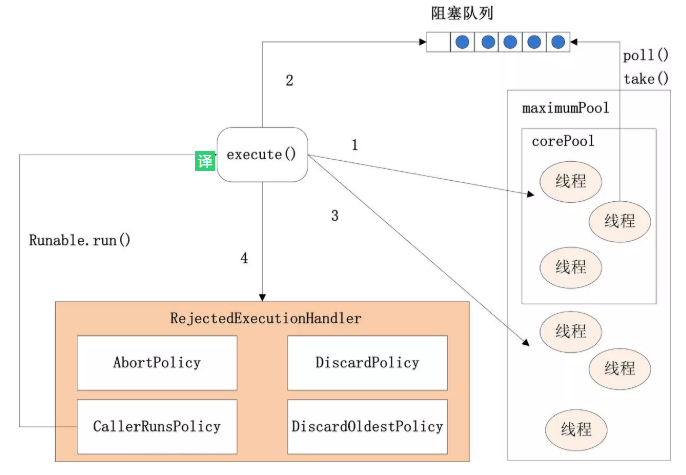 阻塞队列
poll()
take()
2
maximumPool
corePool
1
译
execute()
线程
线程
3
Runable.run()
4
线程
RejectedExecutionHandler
线程
AbortPolicy
DiscardPolicy
线程
CallerRunsPolicy
DiscardOldestPolicy
线程